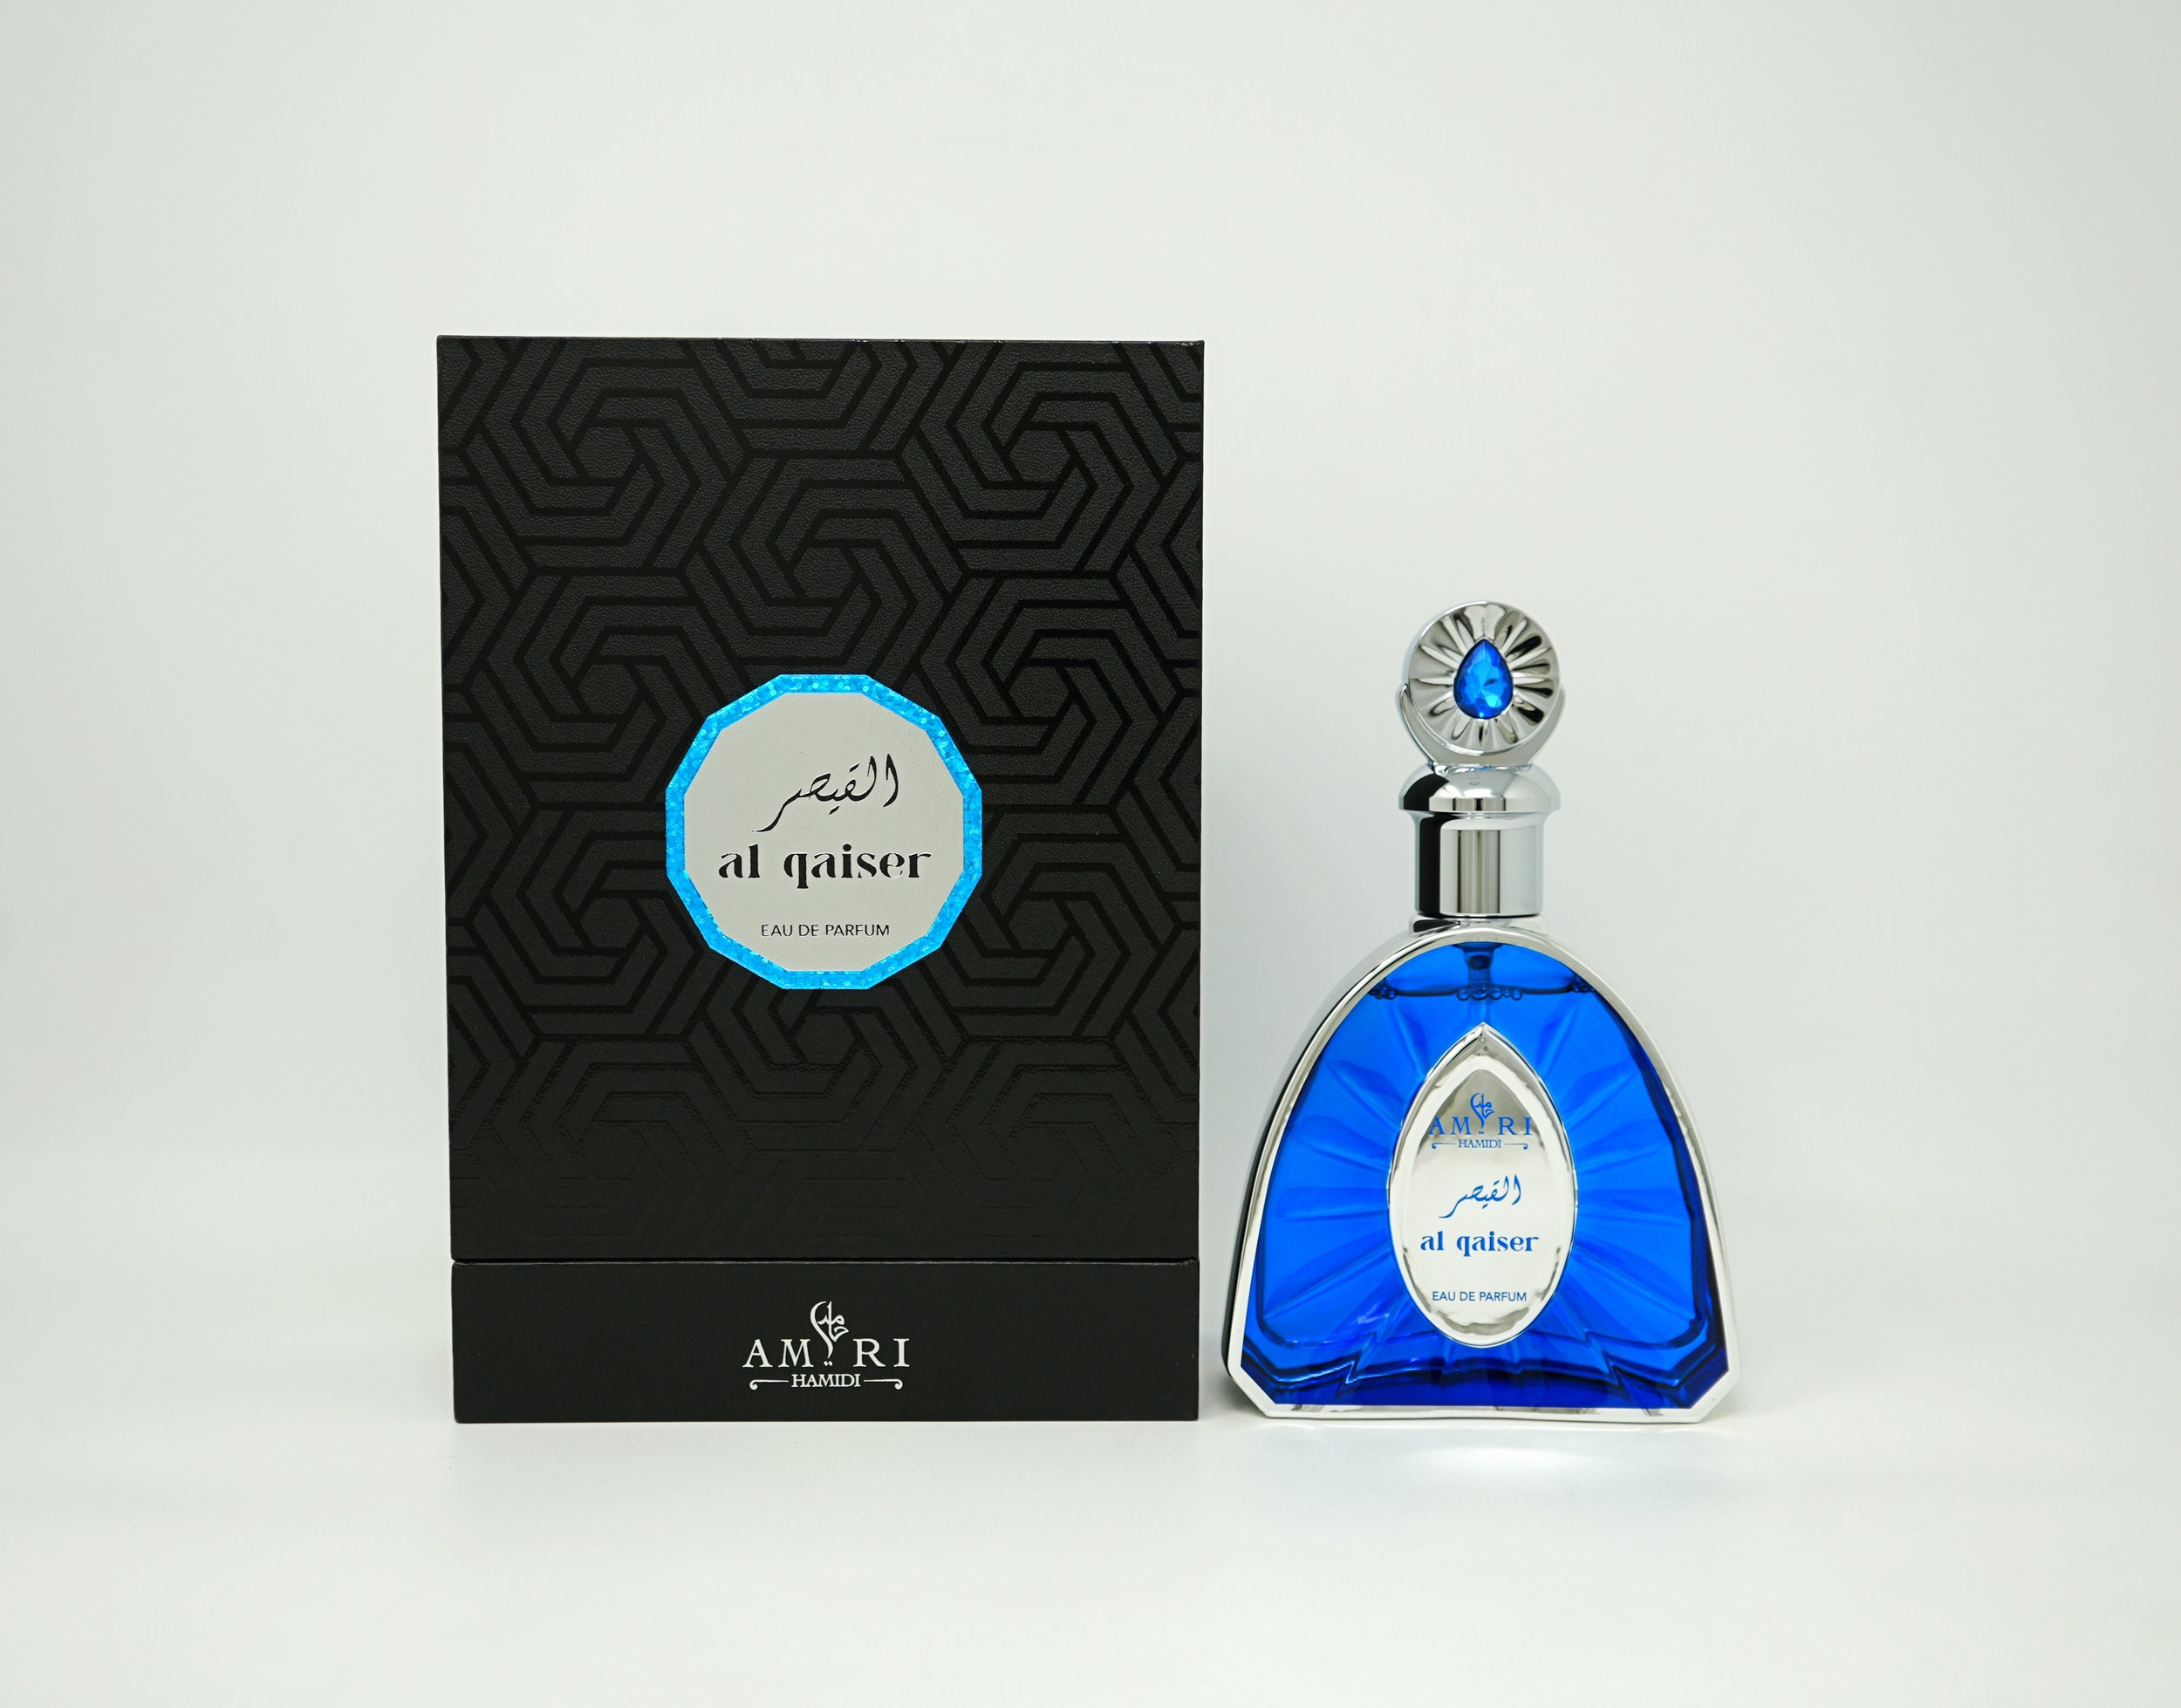 القيصر
al qaiser
EAU DE PARFUM
AMIRI
HAMIDI
AMIRI
HAMIDI
القيصر
al qaiser
EAU DE PARFUM